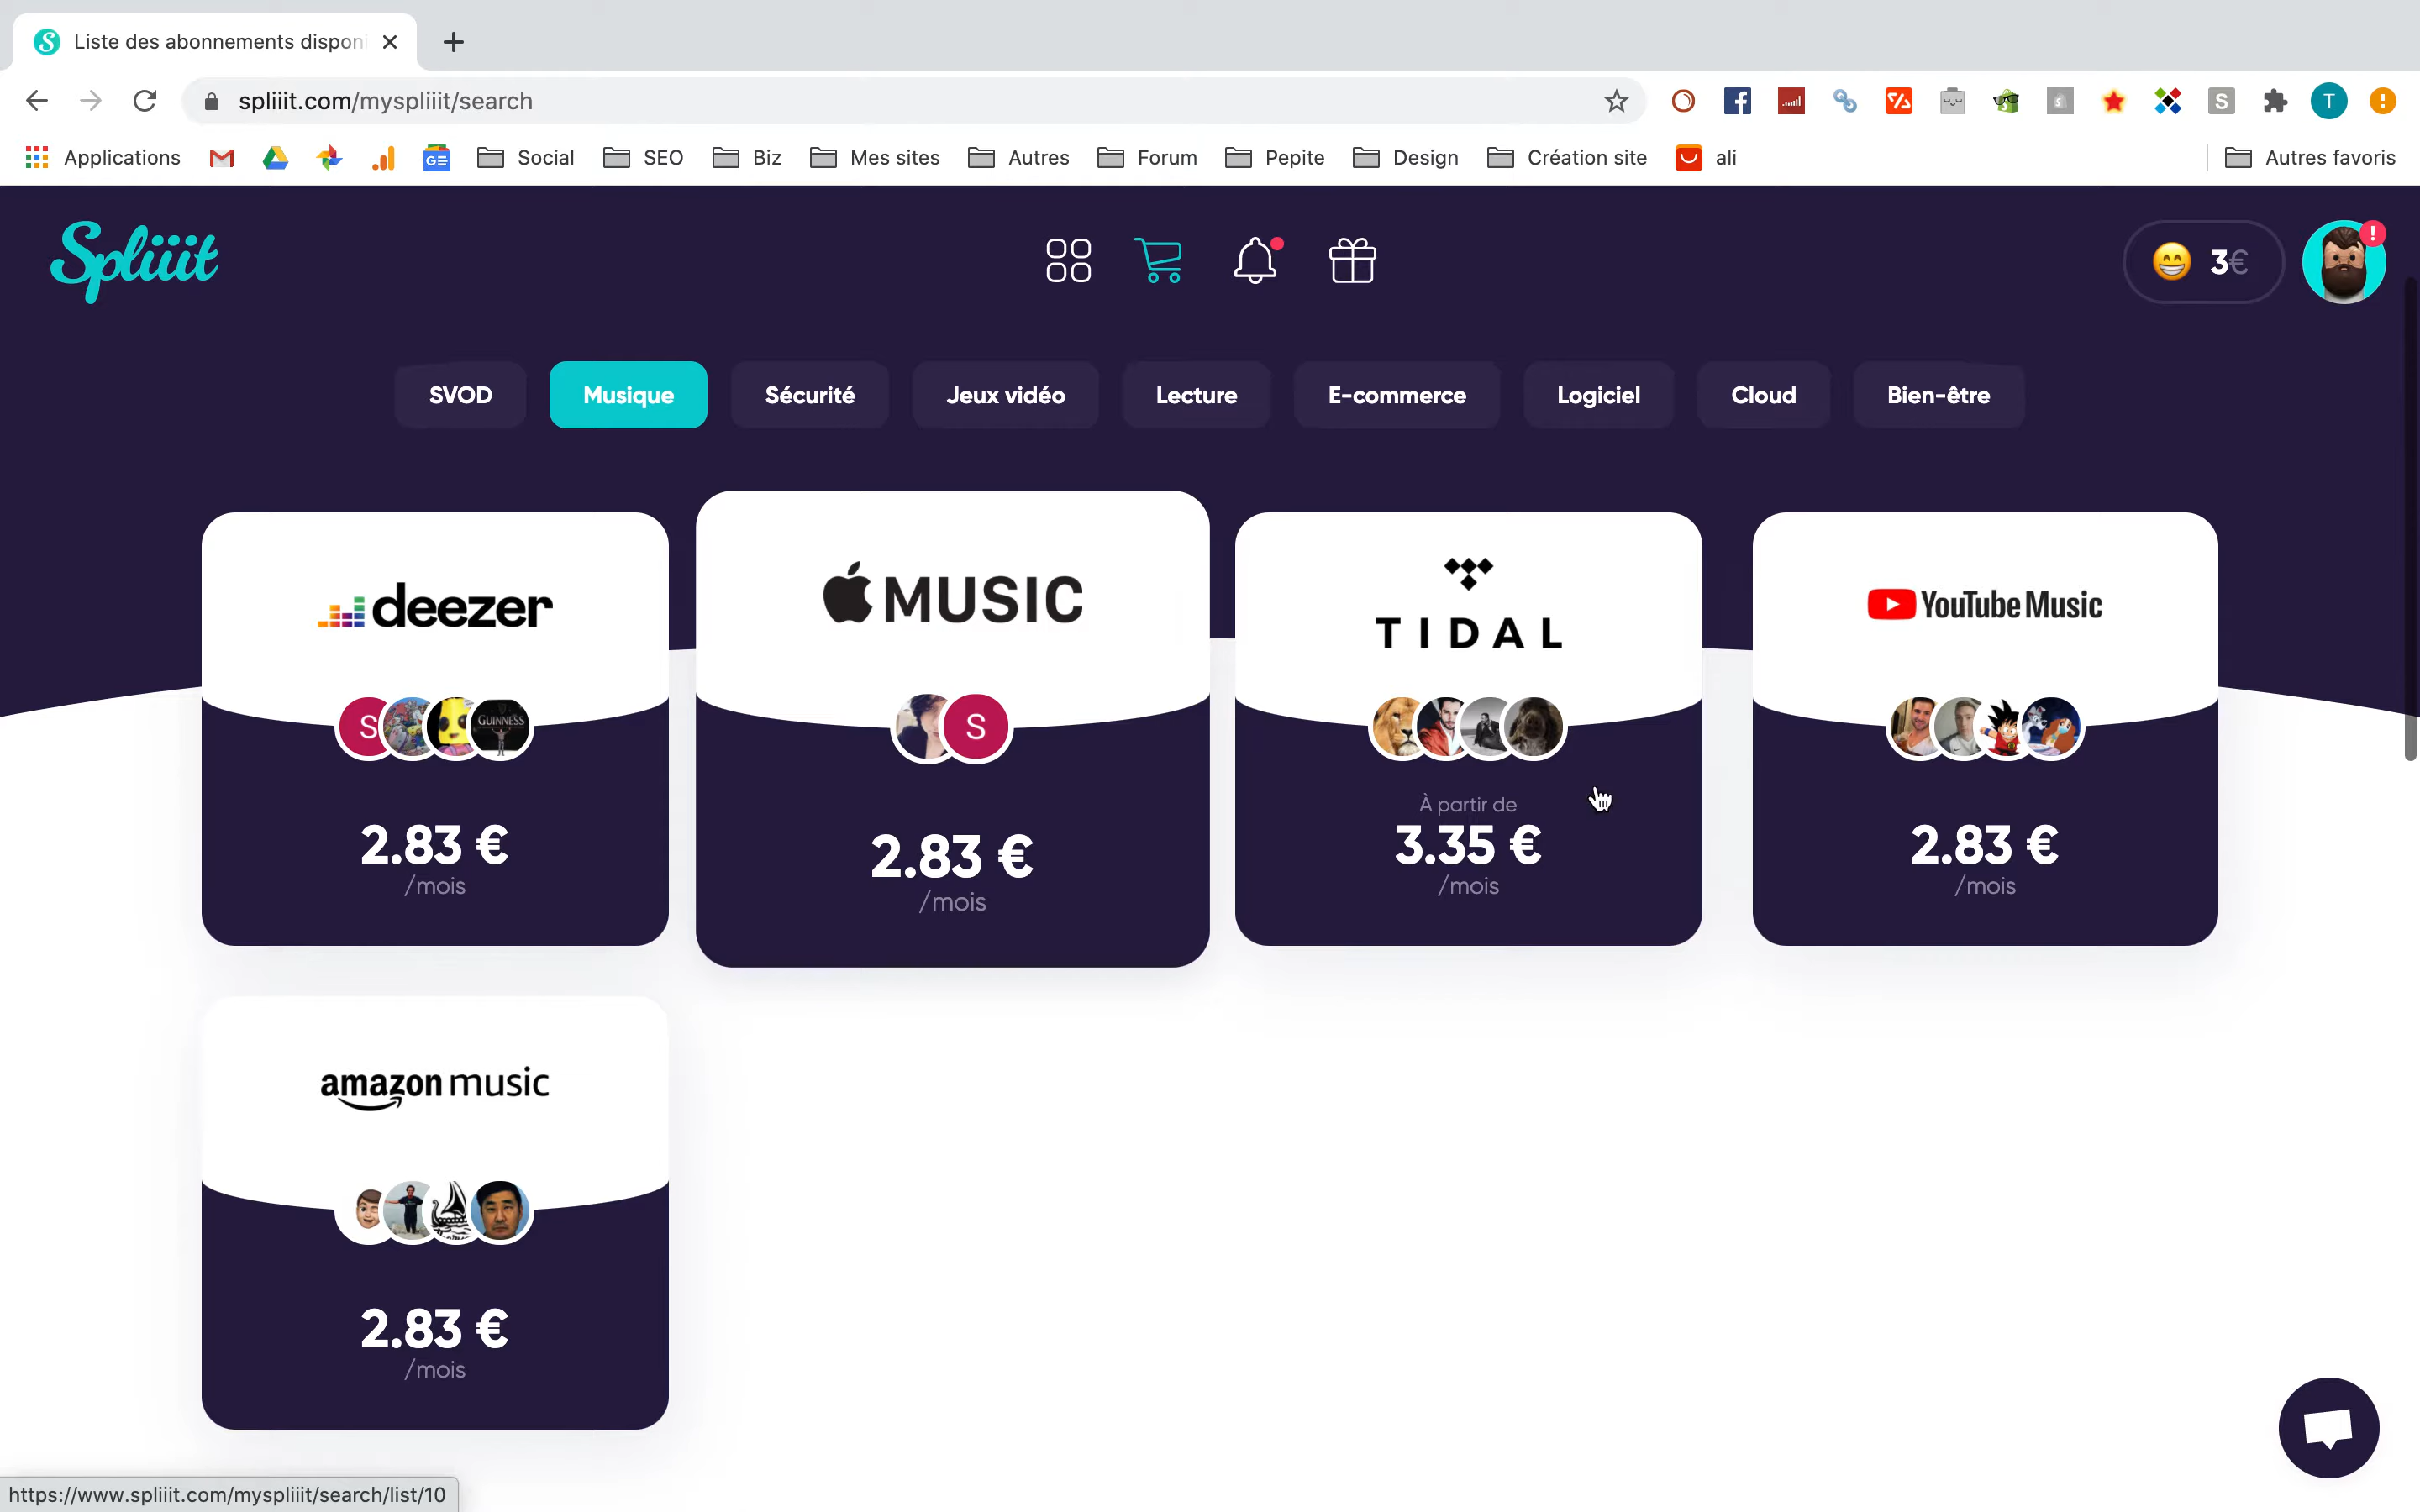 Liste des abonnements disponi
spliiit.com/myspliiit/search
T
Applications
GE
Social
SEO
Biz
Mes sites
Autres
Forum
Pepite
Design
Création site
ali
Autres favoris
Spliiit
3€
SVOD
Musique
Sécurité
Jeux vidéo
Lecture
E-commerce
Logiciel
Cloud
Bien-être
deezer
S
GUINNESS
2.83 €
/mois
MUSIC
S
2.83 €
/mois
TIDAL
À partir de
3.35 €
/mois
YouTube Music
2.83 €
/mois
amazon music
2.83 €
/mois
https://www.spliiit.com/myspliiit/search/list/10